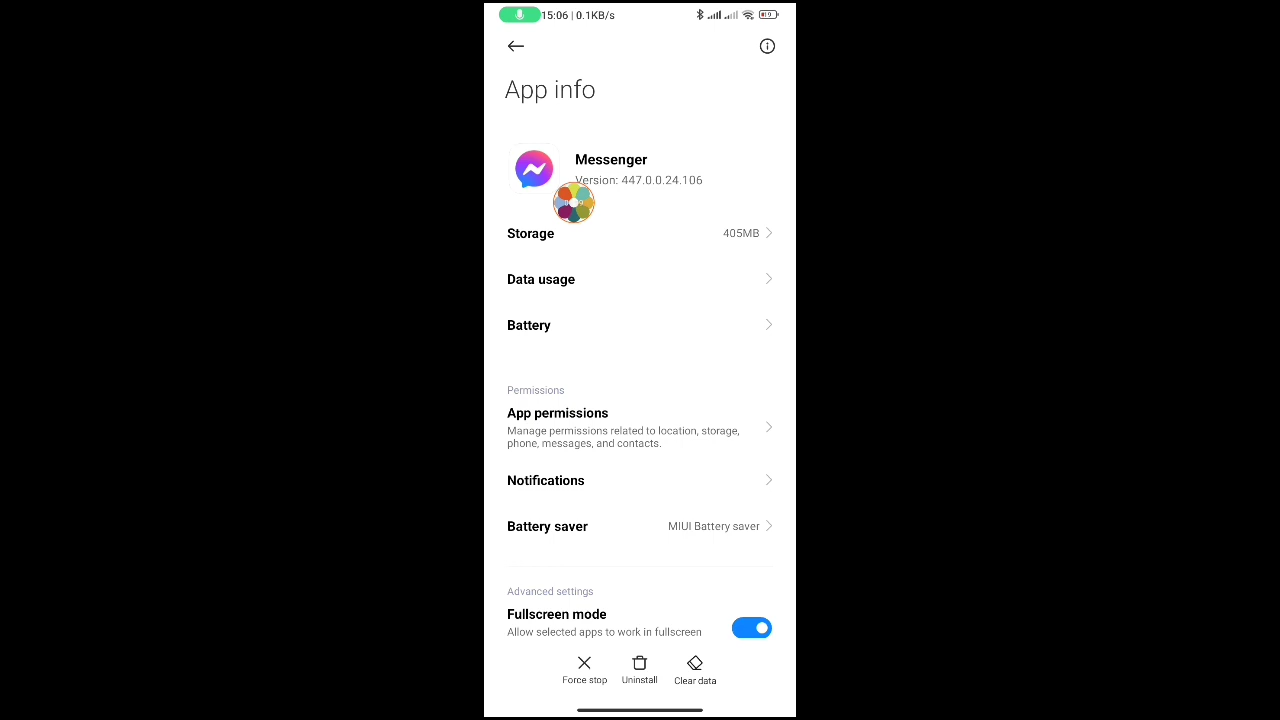 15:06 | 0.1KB/s
19
App info
Messenger
Version: 447.0.0.24.106
Storage 405MB
Data usage
Battery
Permissions
App permissions
Manage permissions related to location, storage,
phone, messages, and contacts.
Notifications
Battery saver MIUI Battery saver
Advanced settings
Fullscreen mode
Allow selected apps to work in fullscreen
Force stop Uninstall Clear data